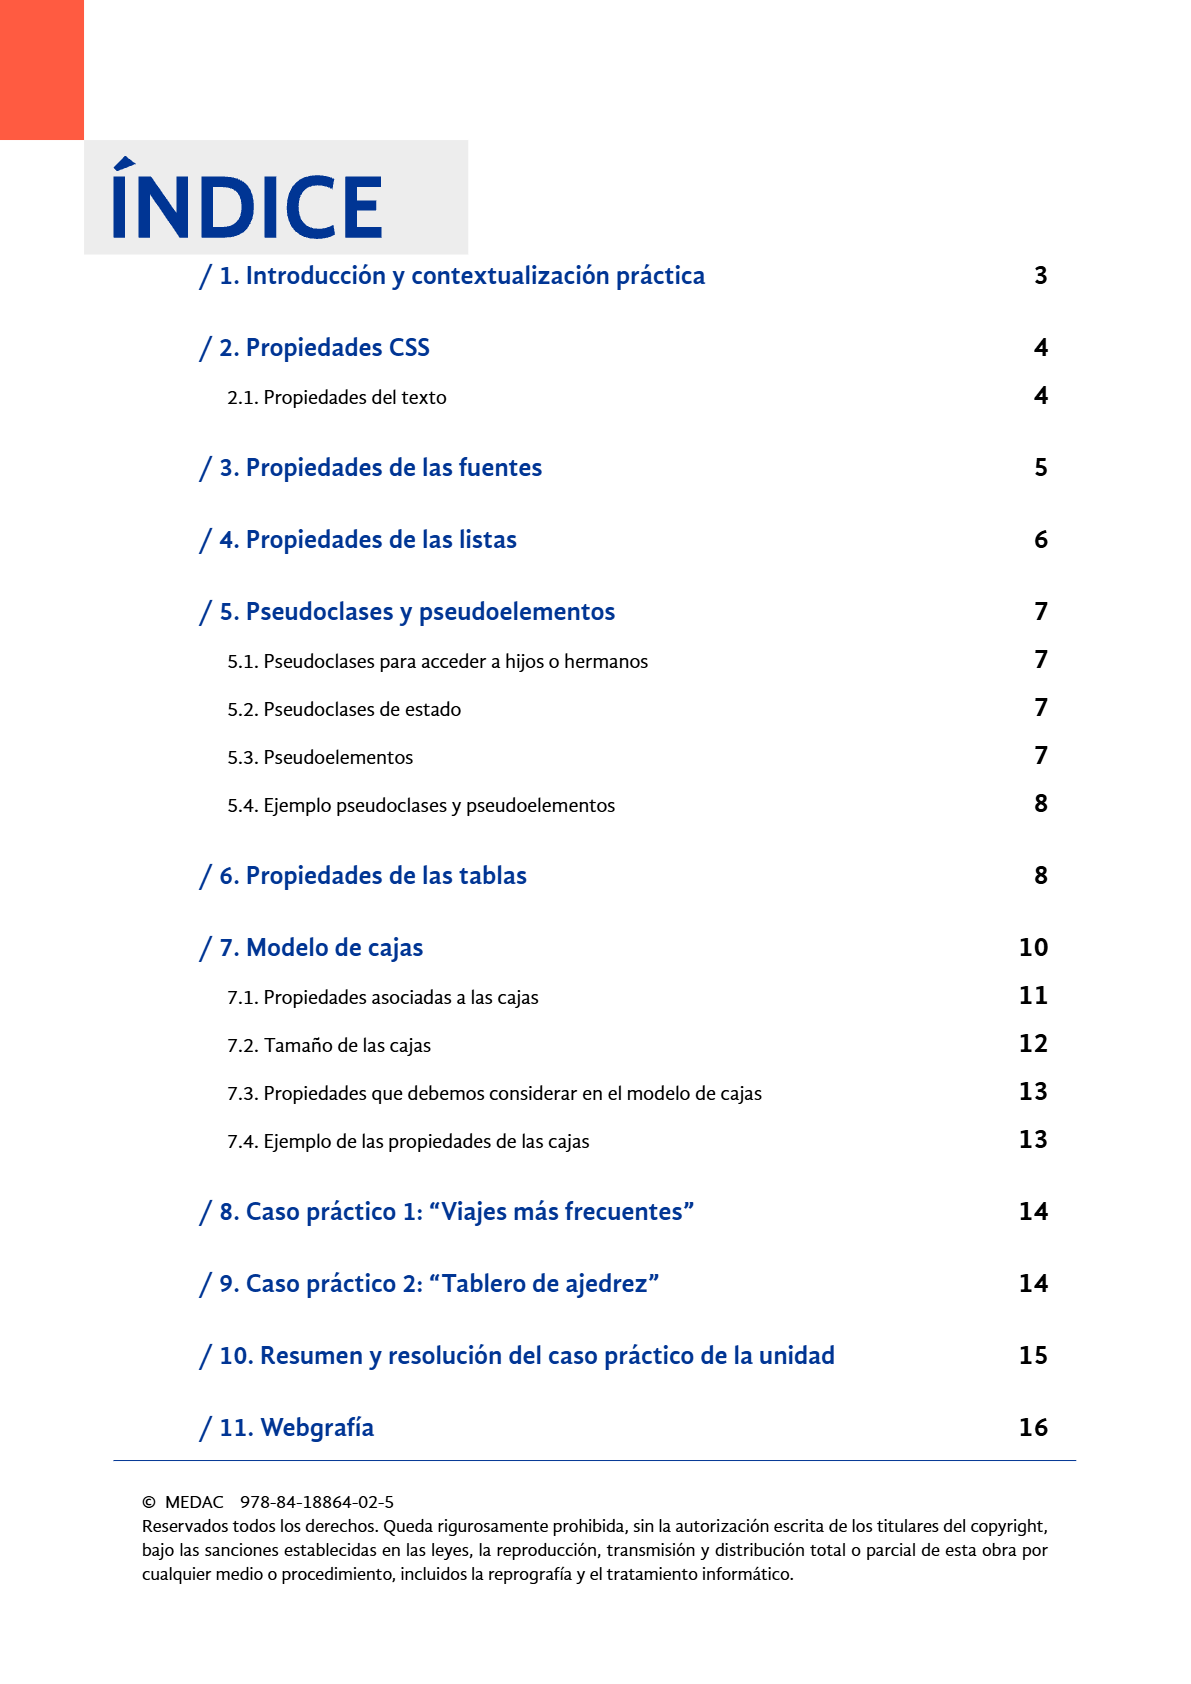 ÍNDICE
/ 1. Introducción y contextualización práctica 3
/ 2. Propiedades CSS 4
2.1. Propiedades del texto 4
/ 3. Propiedades de las fuentes 5
/ 4. Propiedades de las listas 6
/ 5. Pseudoclases y pseudoelementos 7
5.1. Pseudoclases para acceder a hijos o hermanos 7
5.2. Pseudoclases de estado 7
5.3. Pseudoelementos 7
5.4. Ejemplo pseudoclases y pseudoelementos 8
/ 6. Propiedades de las tablas 8
/ 7. Modelo de cajas 10
7.1. Propiedades asociadas a las cajas 11
7.2. Tamaño de las cajas 12
7.3. Propiedades que debemos considerar en el modelo de cajas 13
7.4. Ejemplo de las propiedades de las cajas 13
/ 8. Caso práctico 1: “Viajes más frecuentes” 14
/ 9. Caso práctico 2: “Tablero de ajedrez” 14
/ 10. Resumen y resolución del caso práctico de la unidad 15
/ 11. Webgrafía 16
© MEDAC 978-84-18864-02-5
Reservados todos los derechos. Queda rigurosamente prohibida, sin la autorización escrita de los titulares del copyright,
bajo las sanciones establecidas en las leyes, la reproducción, transmisión y distribución total o parcial de esta obra por
cualquier medio o procedimiento, incluidos la reprografía y el tratamiento informático.